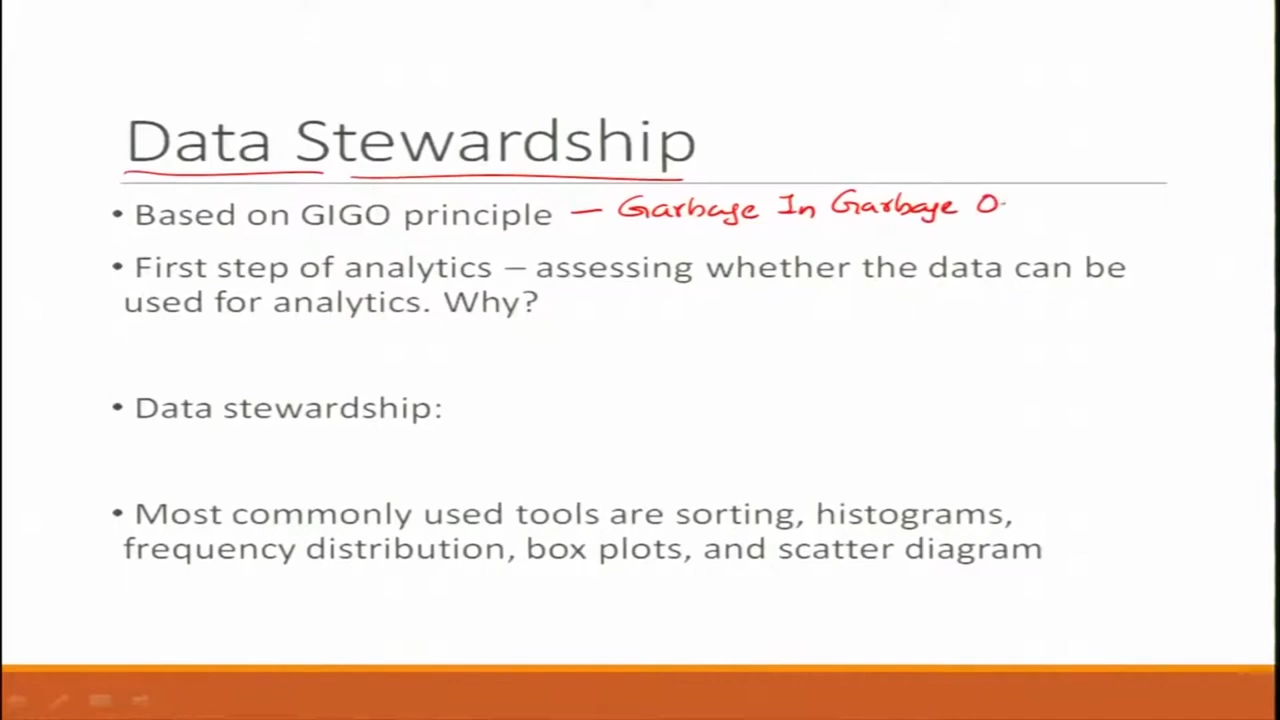 Data Stewardship
• Based on GIGO principle — Garbage In Garbage O
• First step of analytics – assessing whether the data can be
used for analytics. Why?
• Data stewardship:
• Most commonly used tools are sorting, histograms,
frequency distribution, box plots, and scatter diagram